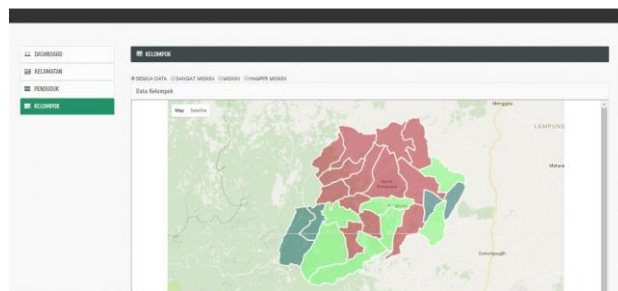 DASHBOARD
KECAMATAN
PENDUDUK
KELOMPOK
KELOMPOK
SEMUA DATA SANGAT MISKIN MISKIN HAMPIR MISKIN
Data Kelompok
Map Satellite
Menggala
LAMPUNG
Gunungsugih